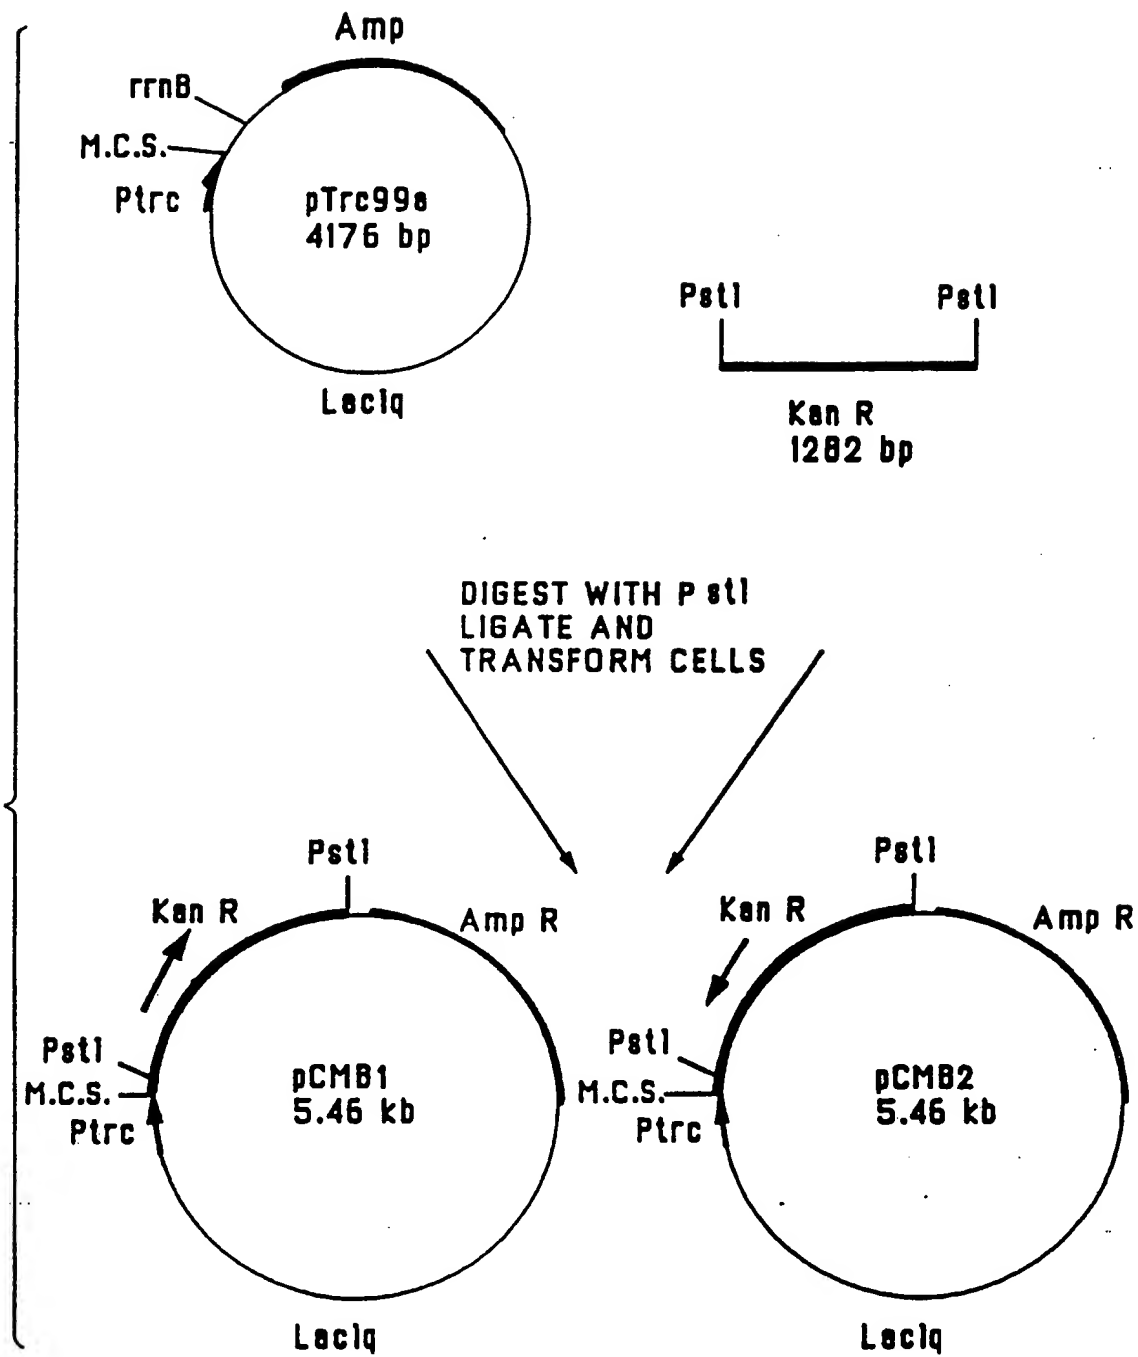 Amp
rrnB
M.C.S.
Ptrc
pTrc99a
4176 bp
LacIq
PstI
PstI
Kan R
1282 bp
DIGEST WITH PstI
LIGATE AND
TRANSFORM CELLS
PstI
Kan R
Amp R
PstI
M.C.S.
Ptrc
pCMB1
5.46 kb
LacIq
PstI
Kan R
Amp R
PstI
M.C.S.
Ptrc
pCMB2
5.46 kb
LacIq